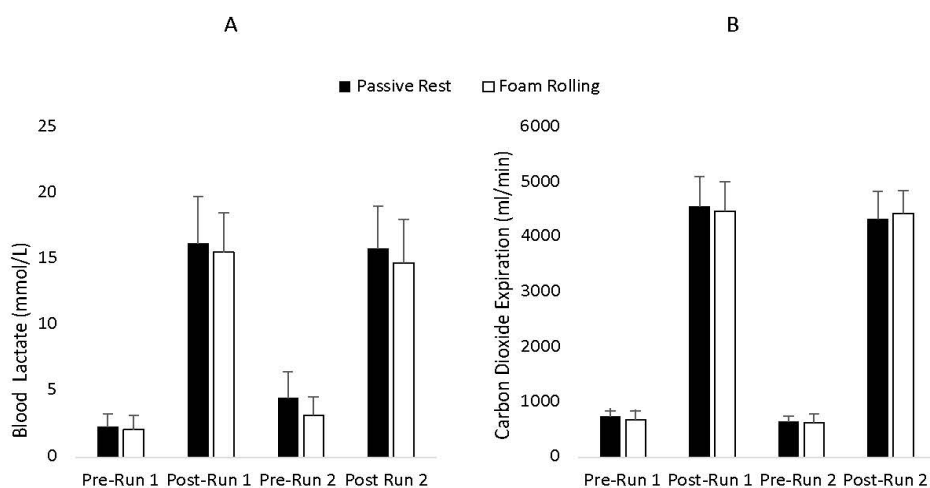 A
B
Passive Rest
Foam Rolling
Blood Lactate (mmol/L)
25
20
15
10
5
0
Pre-Run 1 Post-Run 1 Pre-Run 2 Post Run 2
Carbon Dioxide Expiration (ml/min)
6000
5000
4000
3000
2000
1000
0
Pre-Run 1 Post-Run 1 Pre-Run 2 Post-Run 2